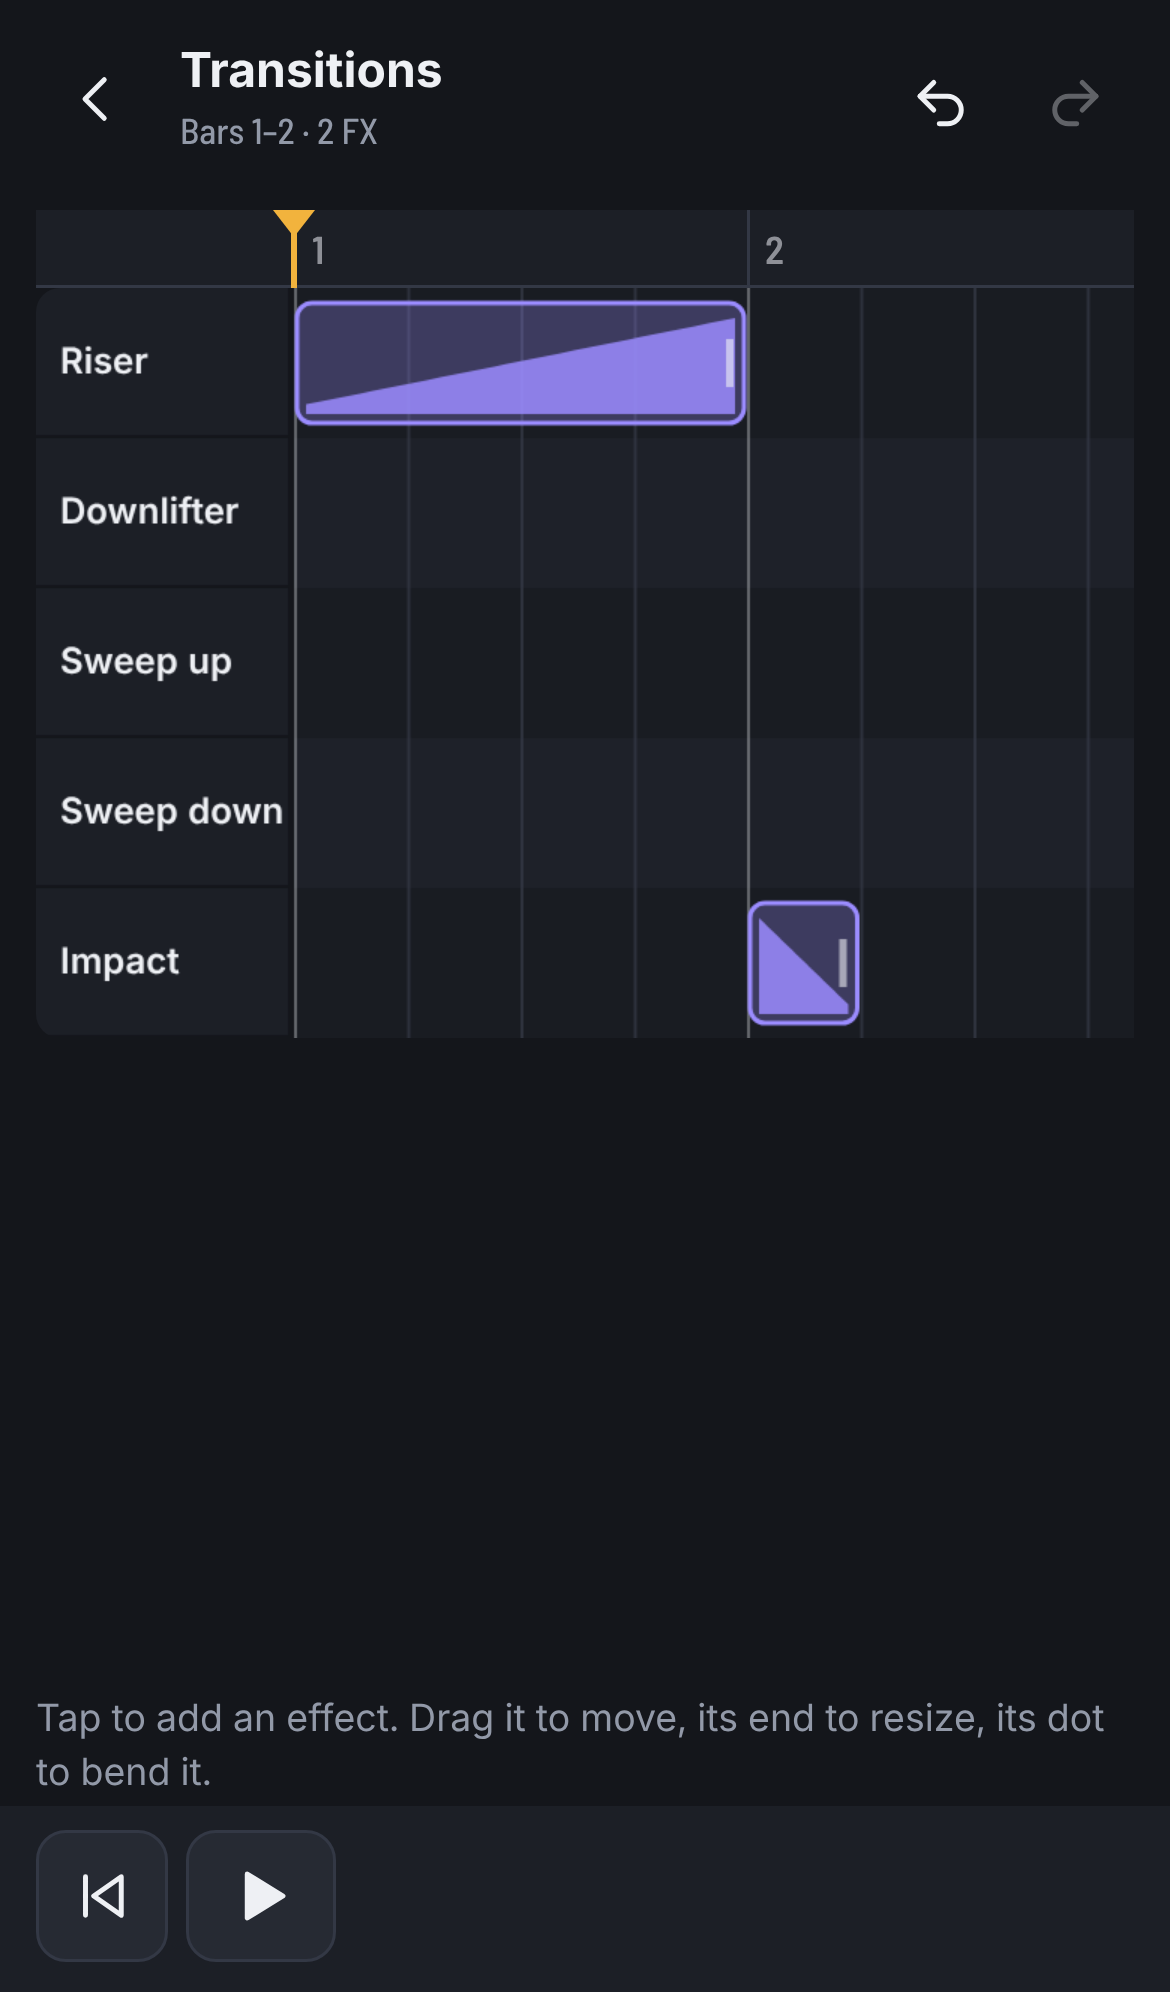 Transitions
Bars 1–2 · 2 FX
1
2
Riser
Downlifter
Sweep up
Sweep down
Impact
Tap to add an effect. Drag it to move, its end to resize, its dot
to bend it.